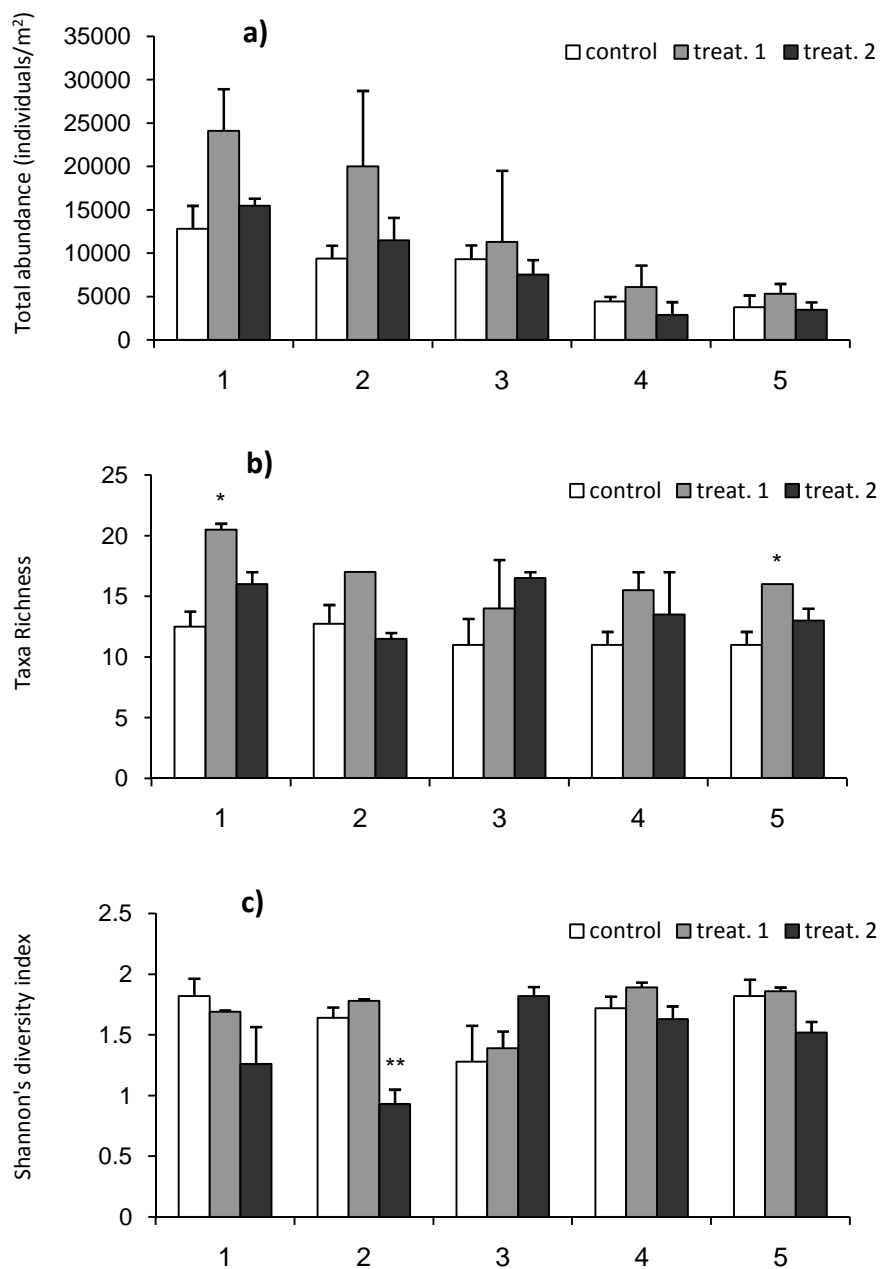 a)
control treat. 1 treat. 2
Total abundance (individuals/m²)
35000
30000
25000
20000
15000
10000
5000
0
1 2 3 4 5
b)
control treat. 1 treat. 2
Taxa Richness
25
20
15
10
5
0
*
*
1 2 3 4 5
c)
control treat. 1 treat. 2
Shannon's diversity index
2.5
2
1.5
1
0.5
0
**
1 2 3 4 5